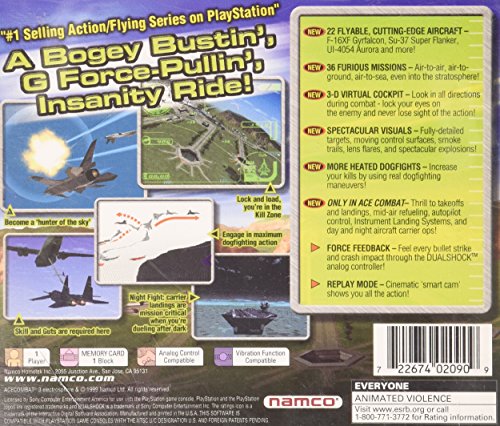 "#1 Selling Action/Flying Series on PlayStation"
A Bogey Bustin',
G Force-Pullin',
Insanity Ride!
Lock and load,
you're in the
Kill Zone
Become a 'hunter of the sky'
Engage in maximum
dogfighting action
Night Fight: carrier
landings are
mission critical
when you're
dueling after dark
Skill and Guts are required here
NEW 22 FLYABLE, CUTTING-EDGE AIRCRAFT –
F-16XF Gyrfalcon, Su-37 Super Flanker,
UI-4054 Aurora and more!
NEW 36 FURIOUS MISSIONS – Air-to-air, air-to-
ground, air-to-sea, even into the stratosphere!
NEW 3-D VIRTUAL COCKPIT – Look in all directions
during combat - lock your eyes on
the enemy and never lose sight of the action!
NEW SPECTACULAR VISUALS – Fully-detailed
targets, moving control surfaces, smoke
trails, lens flares, and spectacular explosions!
NEW MORE HEATED DOGFIGHTS – Increase
your kills by using real dogfighting
maneuvers!
NEW ONLY IN ACE COMBAT– Thrill to takeoffs
and landings, mid-air refueling, autopilot
control, Instrument Landing Systems, and
day and night aircraft carrier ops!
FORCE FEEDBACK – Feel every bullet strike
and crash impact through the DUALSHOCK™
analog controller!
REPLAY MODE – Cinematic 'smart cam'
shows you all the action!
1
Player
MEMORY CARD
1 Block
Analog Control
Compatible
Vibration Function
Compatible
Namco Hometek Inc., 2055 Junction Ave., San Jose, CA 95131
www.namco.com
namco
7 22674 02090 9
EVERYONE
ANIMATED VIOLENCE
Visit www.esrb.org or call
1-800-771-3772 for Rating Information.